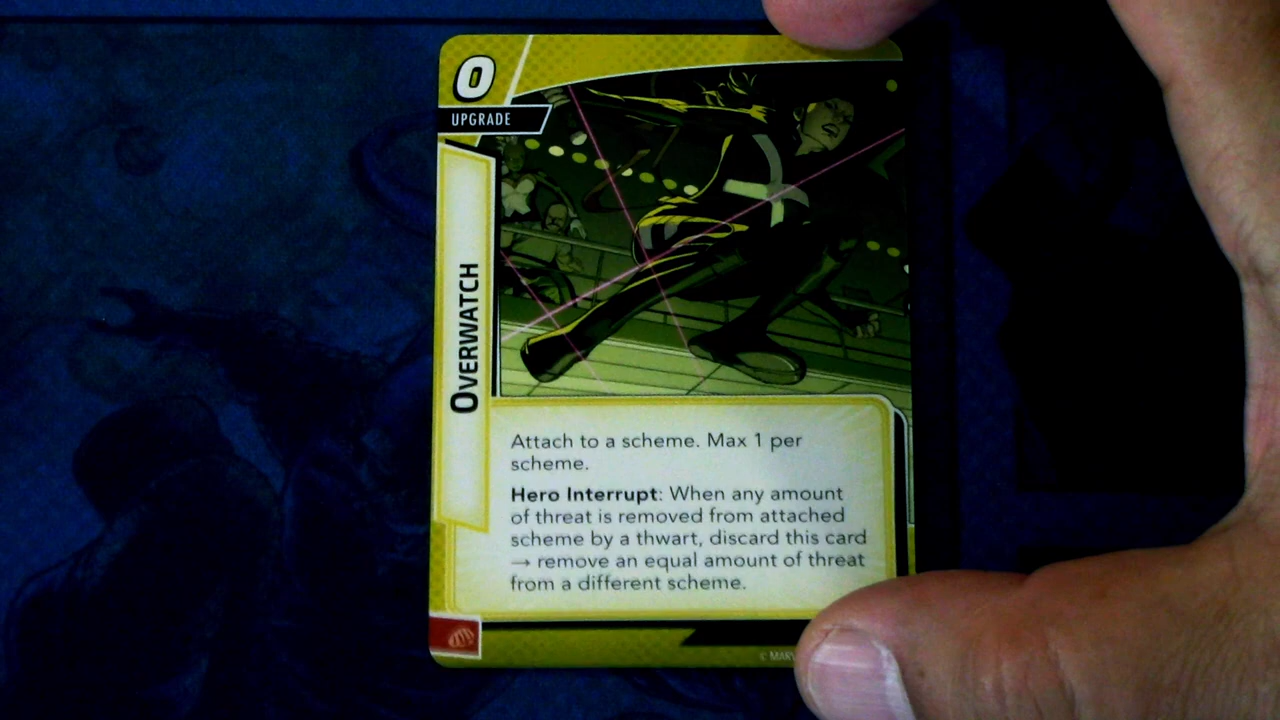 0
UPGRADE
OVERWATCH
Attach to a scheme. Max 1 per
scheme.
Hero Interrupt: When any amount
of threat is removed from attached
scheme by a thwart, discard this card
→ remove an equal amount of threat
from a different scheme.